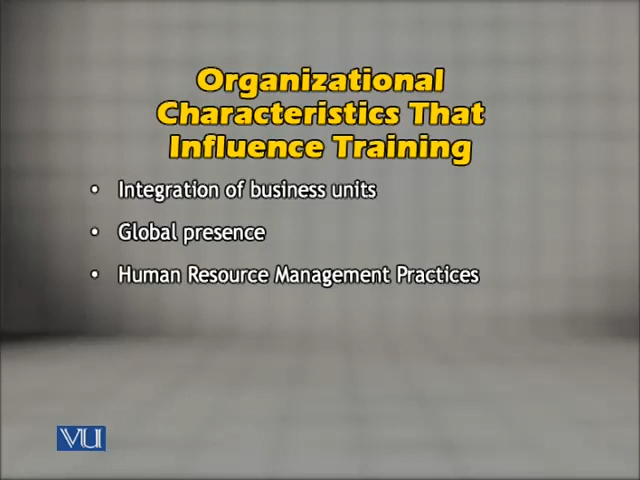 Organizational
Characteristics That
Influence Training
• Integration of business units
• Global presence
• Human Resource Management Practices
VU